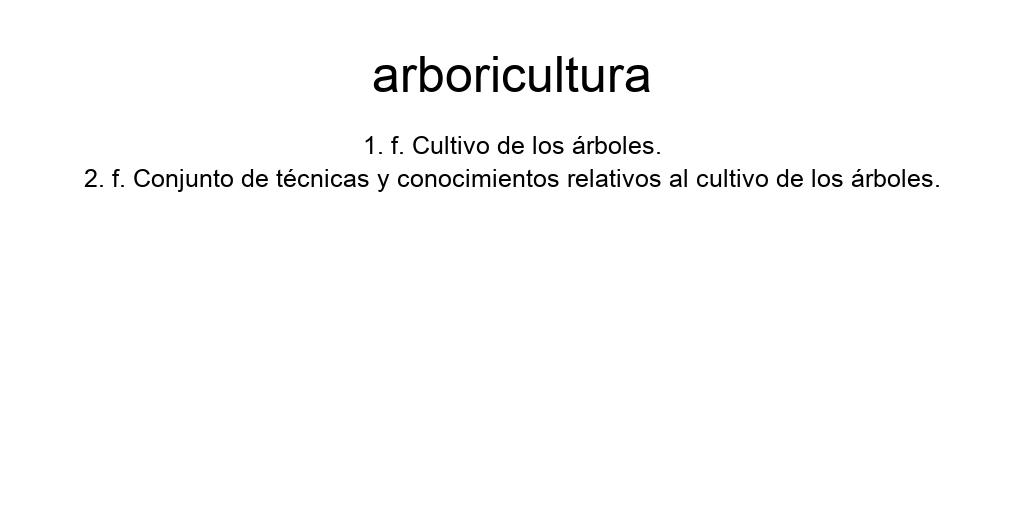 arboricultura
1. f. Cultivo de los árboles.
2. f. Conjunto de técnicas y conocimientos relativos al cultivo de los árboles.